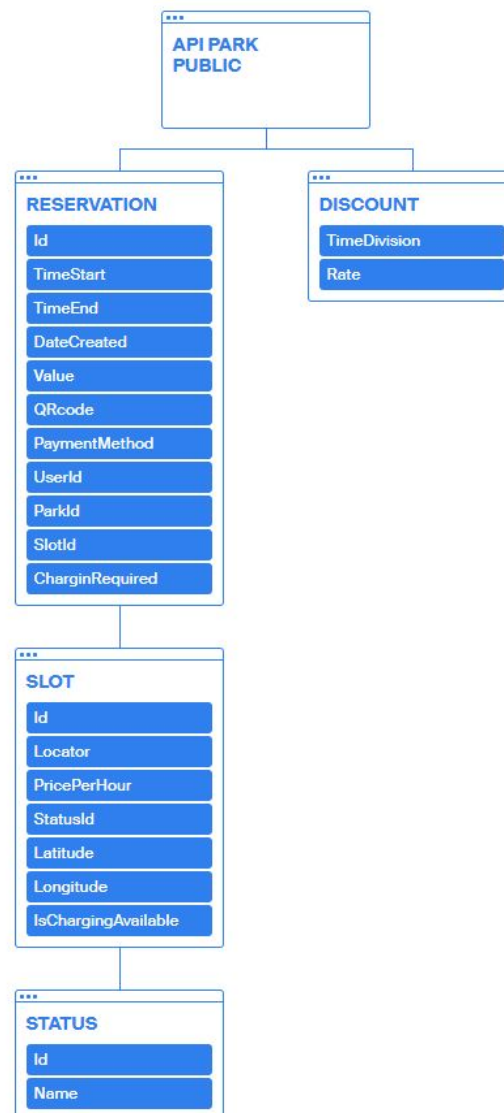 API PARK
PUBLIC
RESERVATION
Id
TimeStart
TimeEnd
DateCreated
Value
QRcode
PaymentMethod
UserId
ParkId
SlotId
CharginRequired
DISCOUNT
TimeDivision
Rate
SLOT
Id
Locator
PricePerHour
StatusId
Latitude
Longitude
IsChargingAvailable
STATUS
Id
Name